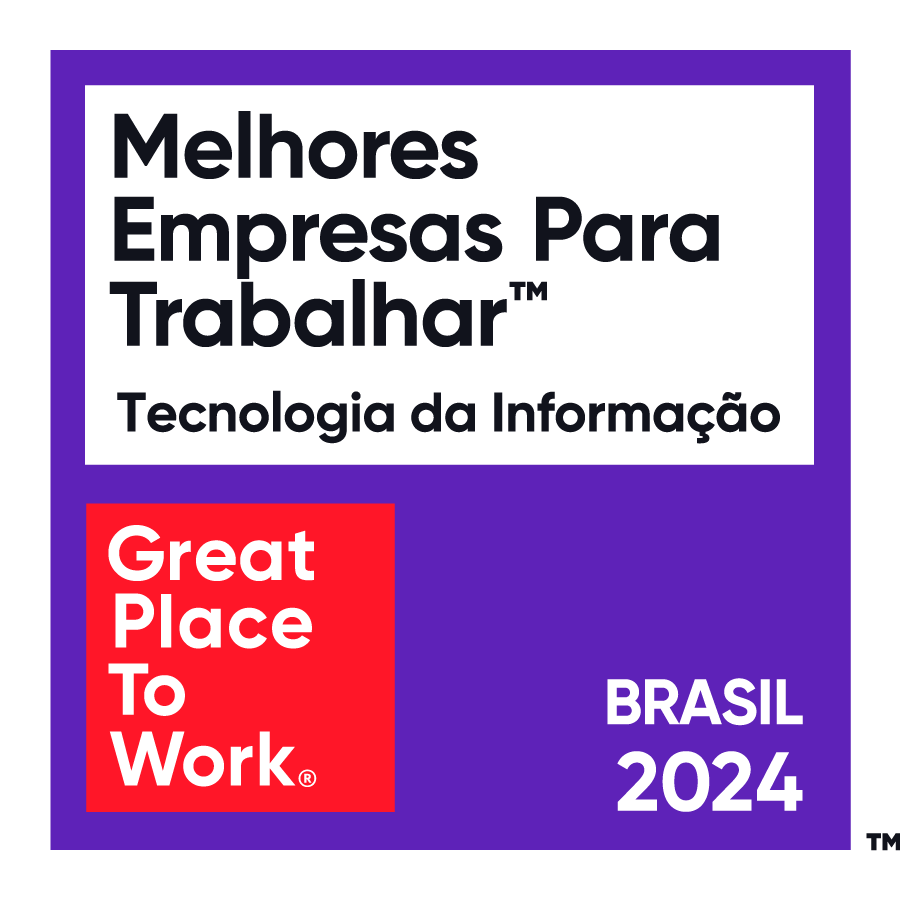 Melhores
Empresas Para
Trabalhar™
Tecnologia da Informação
Great
Place
To
Work®
BRASIL
2024
™